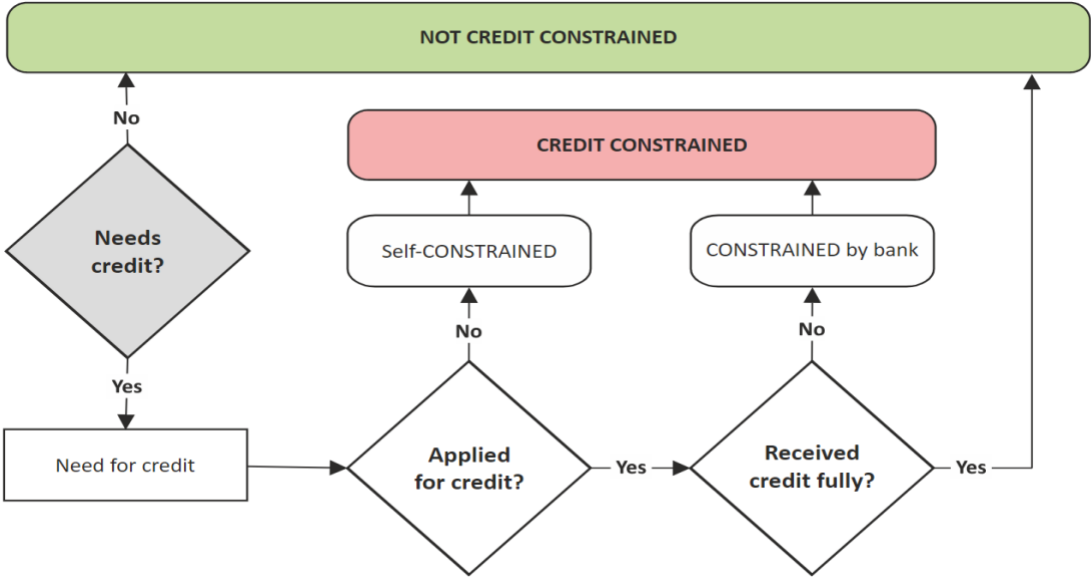 NOT CREDIT CONSTRAINED
No
CREDIT CONSTRAINED
Needs
credit?
Self-CONSTRAINED
CONSTRAINED by bank
No
No
Yes
Need for credit
Applied
for credit?
Yes
Received
credit fully?
Yes